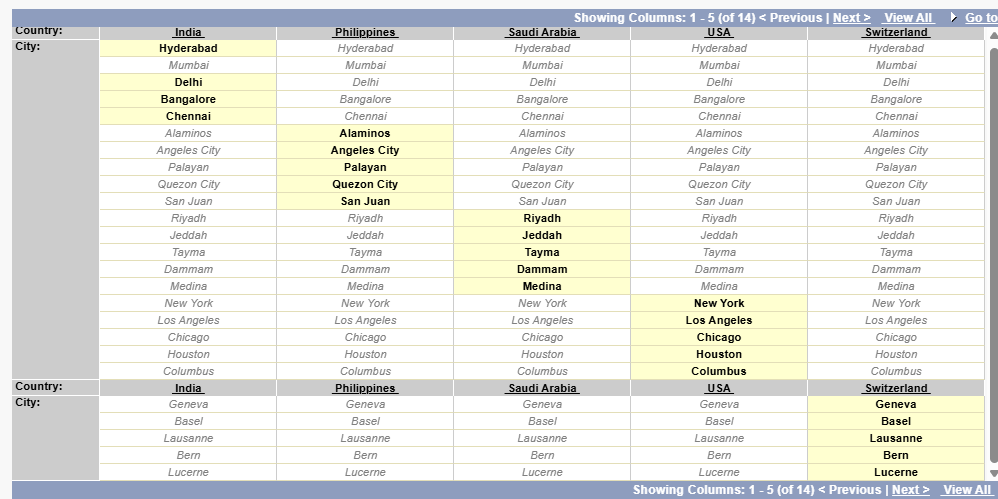 Showing Columns: 1 - 5 (of 14) < Previous | Next > View All Go to
Country: India Philippines Saudi Arabia USA Switzerland
City: Hyderabad Hyderabad Hyderabad Hyderabad Hyderabad
Mumbai Mumbai Mumbai Mumbai Mumbai
Delhi Delhi Delhi Delhi Delhi
Bangalore Bangalore Bangalore Bangalore Bangalore
Chennai Chennai Chennai Chennai Chennai
Alaminos Alaminos Alaminos Alaminos Alaminos
Angeles City Angeles City Angeles City Angeles City Angeles City
Palayan Palayan Palayan Palayan Palayan
Quezon City Quezon City Quezon City Quezon City Quezon City
San Juan San Juan San Juan San Juan San Juan
Riyadh Riyadh Riyadh Riyadh Riyadh
Jeddah Jeddah Jeddah Jeddah Jeddah
Tayma Tayma Tayma Tayma Tayma
Dammam Dammam Dammam Dammam Dammam
Medina Medina Medina Medina Medina
New York New York New York New York New York
Los Angeles Los Angeles Los Angeles Los Angeles Los Angeles
Chicago Chicago Chicago Chicago Chicago
Houston Houston Houston Houston Houston
Columbus Columbus Columbus Columbus Columbus
Country: India Philippines Saudi Arabia USA Switzerland
City: Geneva Geneva Geneva Geneva Geneva
Basel Basel Basel Basel Basel
Lausanne Lausanne Lausanne Lausanne Lausanne
Bern Bern Bern Bern Bern
Lucerne Lucerne Lucerne Lucerne Lucerne
Showing Columns: 1 - 5 (of 14) < Previous | Next > View All